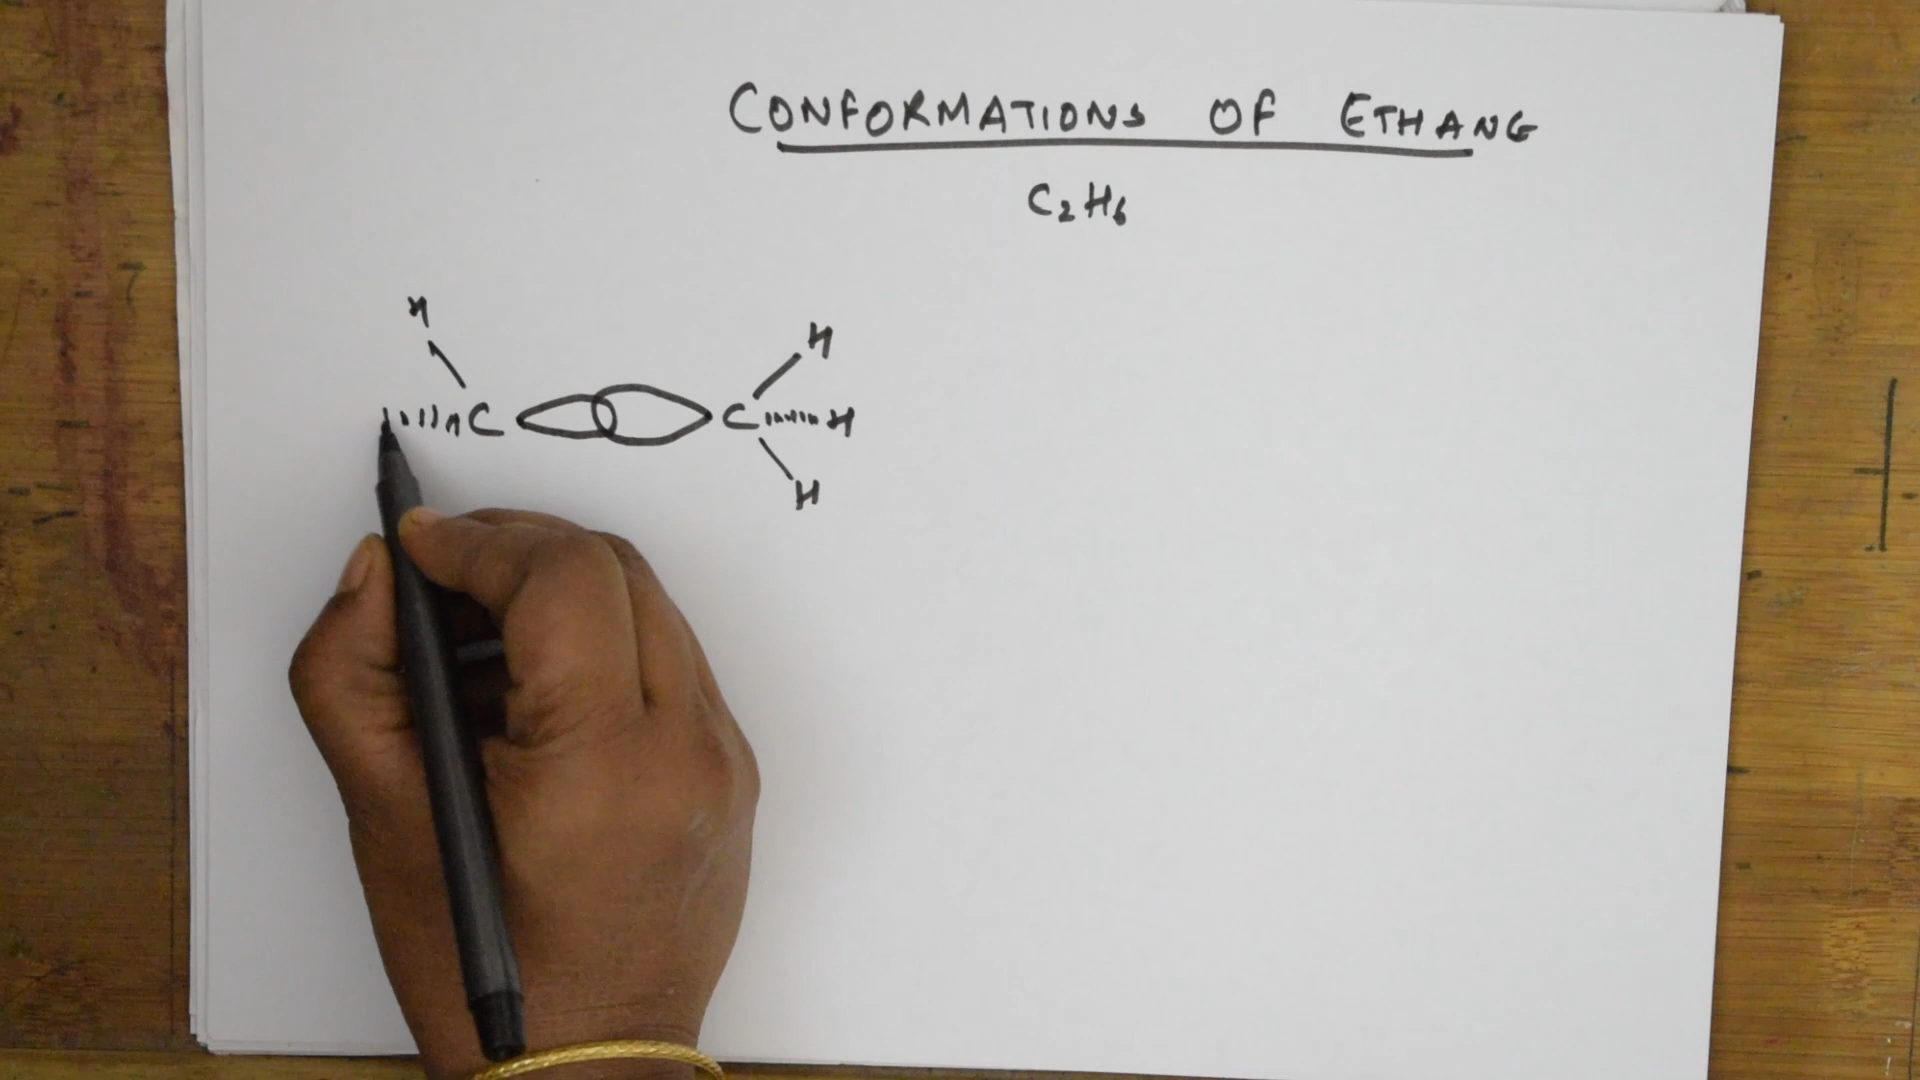 CONFORMATIONS OF ETHANE
C₂H₆
H
H
C C H
H